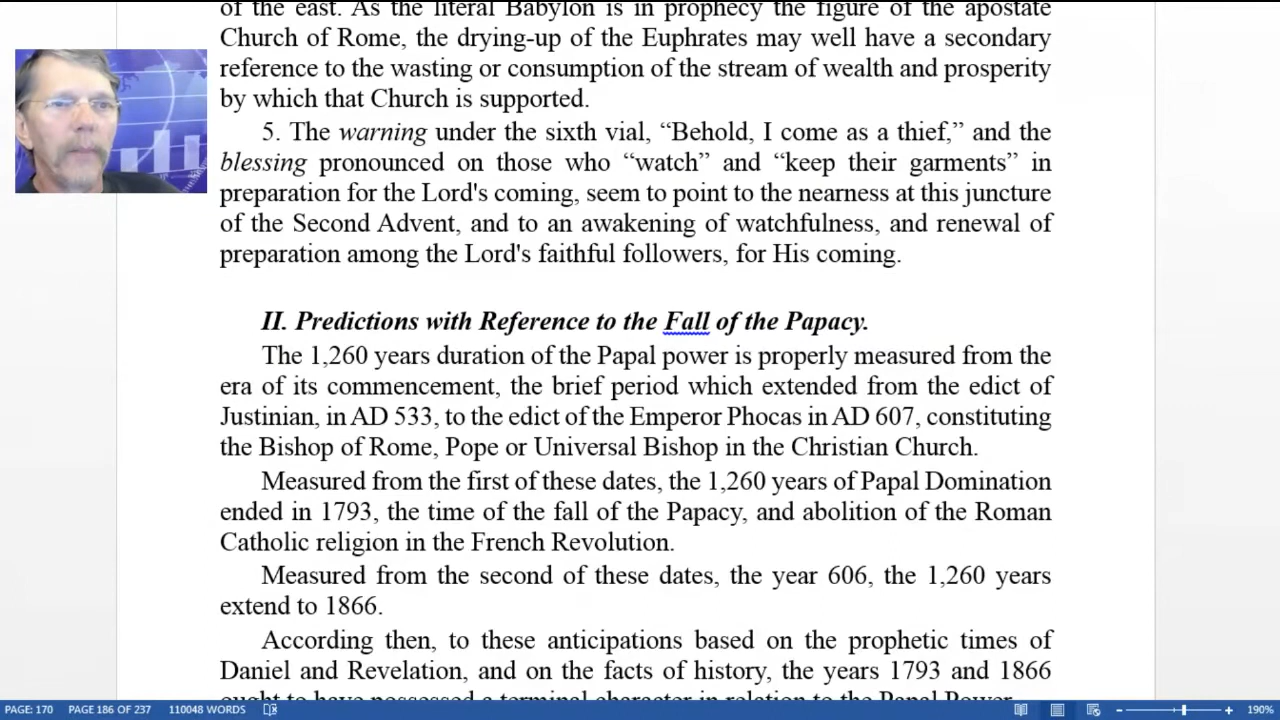 of the east. As the literal Babylon is in prophecy the figure of the apostate
Church of Rome, the drying-up of the Euphrates may well have a secondary
reference to the wasting or consumption of the stream of wealth and prosperity
by which that Church is supported.
5. The warning under the sixth vial, “Behold, I come as a thief,” and the
blessing pronounced on those who “watch” and “keep their garments” in
preparation for the Lord's coming, seem to point to the nearness at this juncture
of the Second Advent, and to an awakening of watchfulness, and renewal of
preparation among the Lord's faithful followers, for His coming.
II. Predictions with Reference to the Fall of the Papacy.
The 1,260 years duration of the Papal power is properly measured from the
era of its commencement, the brief period which extended from the edict of
Justinian, in AD 533, to the edict of the Emperor Phocas in AD 607, constituting
the Bishop of Rome, Pope or Universal Bishop in the Christian Church.
Measured from the first of these dates, the 1,260 years of Papal Domination
ended in 1793, the time of the fall of the Papacy, and abolition of the Roman
Catholic religion in the French Revolution.
Measured from the second of these dates, the year 606, the 1,260 years
extend to 1866.
According then, to these anticipations based on the prophetic times of
Daniel and Revelation, and on the facts of history, the years 1793 and 1866
ought to have possessed a terminal character in relation to the Papal Power.
PAGE: 170 PAGE 186 OF 237 110048 WORDS 190%